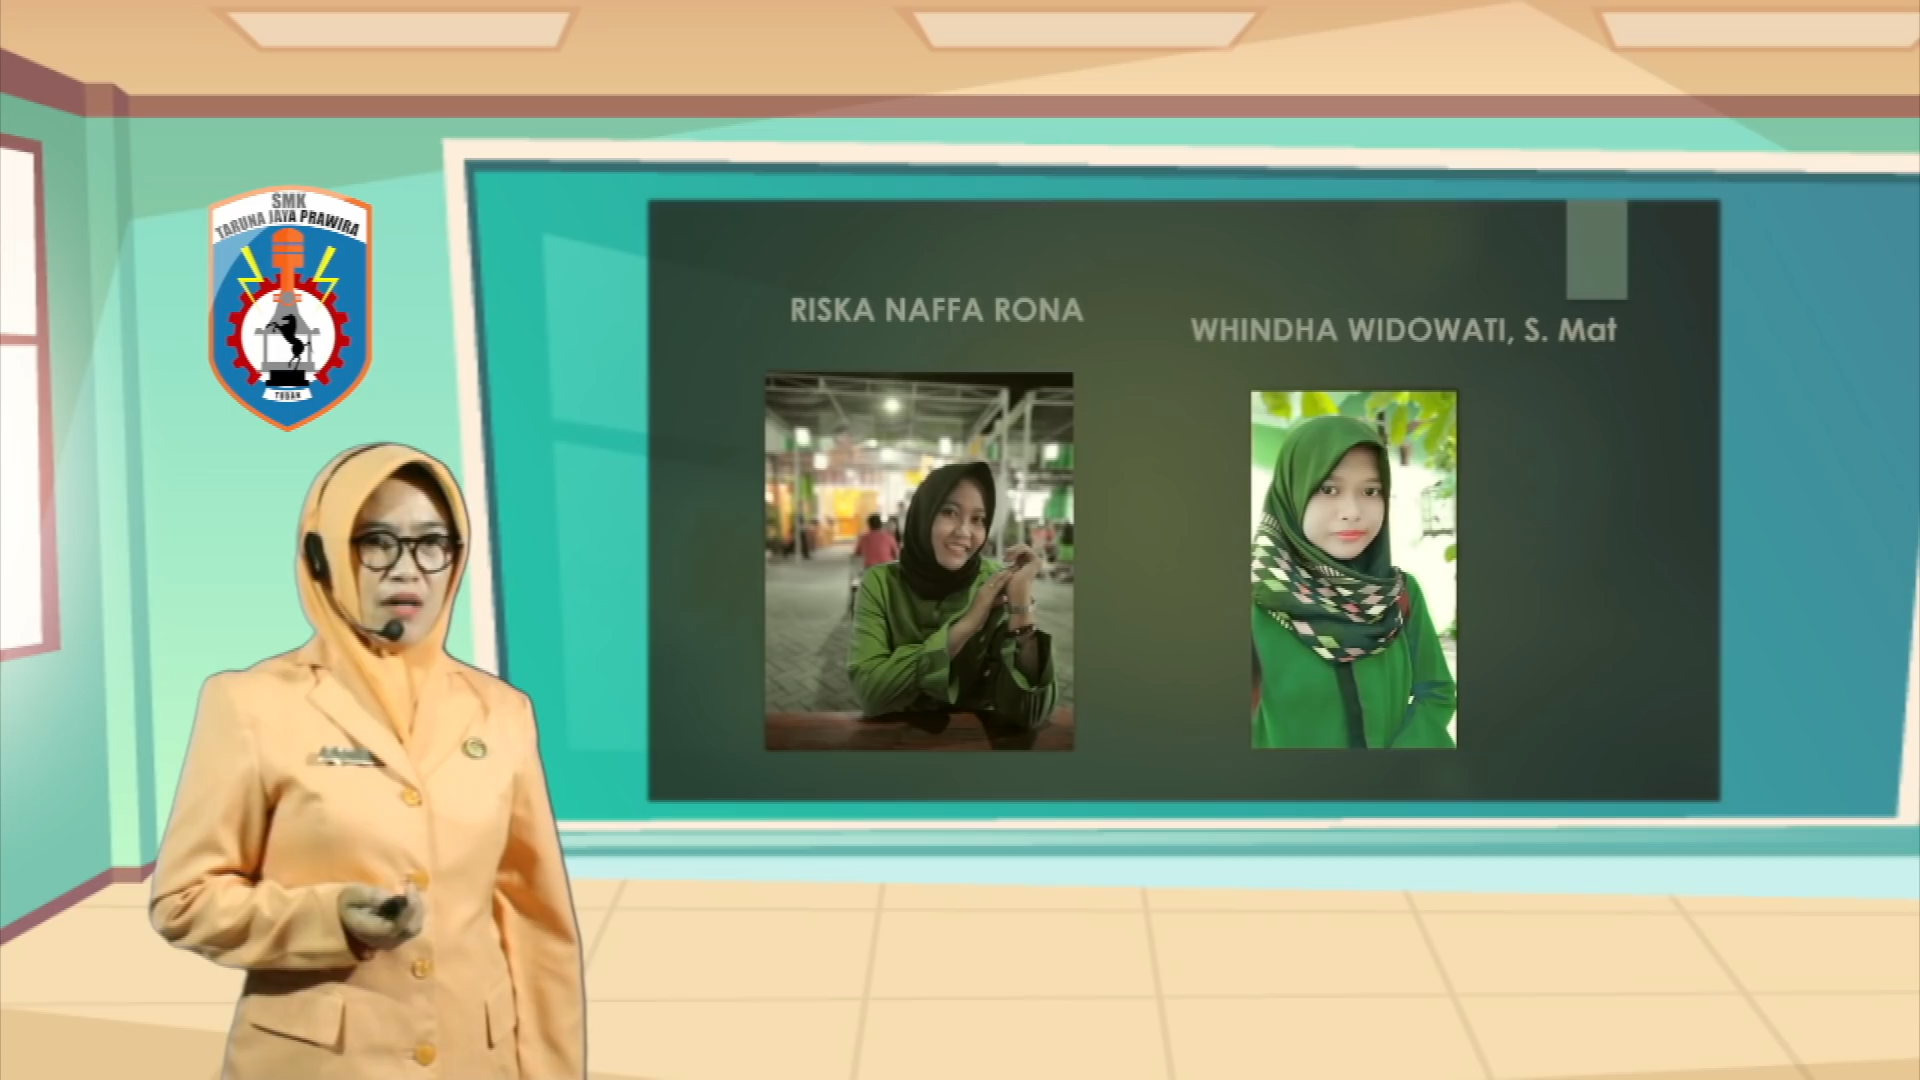 SMK
TARUNA JAYA PRAWIRA
TUBAN
RISKA NAFFA RONA
WHINDHA WIDOWATI, S. Mat